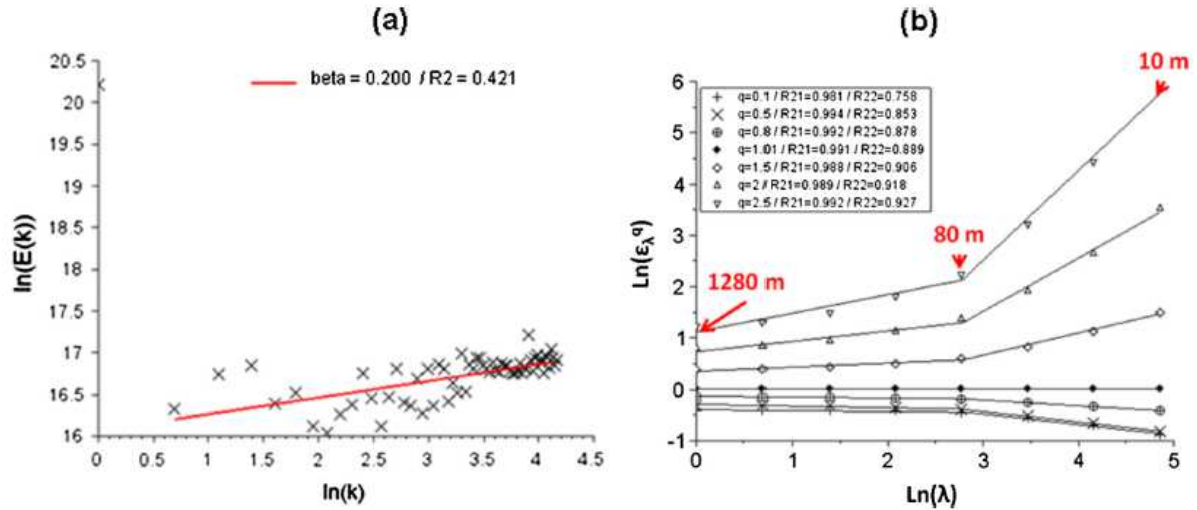 (a)
20.5
20
19.5
19
18.5
18
17.5
17
16.5
16
0
0.5
1
1.5
2
2.5
3
3.5
4
4.5
ln(E(k))
ln(k)
beta = 0.200 / R2 = 0.421
(b)
6
5
4
3
2
1
0
-1
0
1
2
3
4
5
Ln(ελ^q)
Ln(λ)
q=0.1 / R21=0.981 / R22=0.758
q=0.5 / R21=0.994 / R22=0.853
q=0.8 / R21=0.992 / R22=0.878
q=1.01 / R21=0.991 / R22=0.889
q=1.5 / R21=0.988 / R22=0.906
q=2 / R21=0.989 / R22=0.918
q=2.5 / R21=0.992 / R22=0.927
10 m
80 m
1280 m